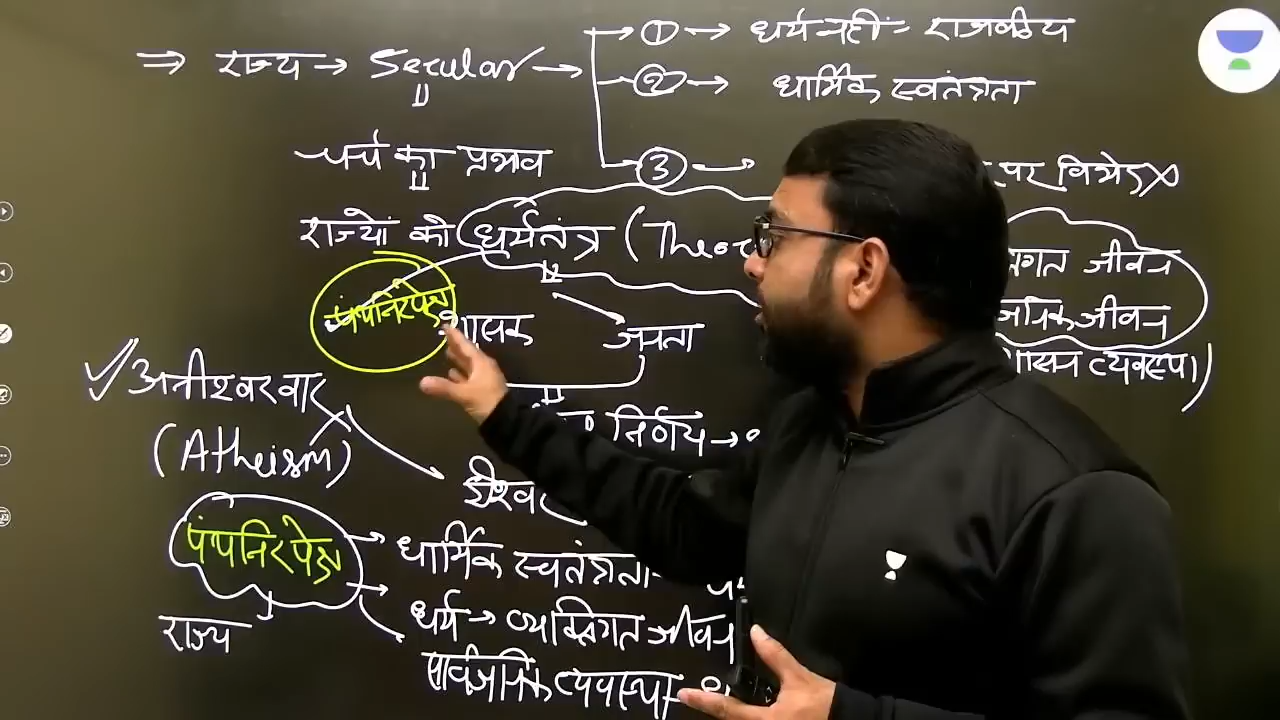 ⇒ राज्य → Secular →
① → धर्म नहीं = राजकीय
② → धार्मिक स्वतंत्रता
③ →
पर विभेद ×
चर्च का प्रभाव
राज्यों को धर्मतंत्र (Theoc
पंथनिरपेक्ष
शासक जनता
गत जीवन
जनिक जीवन
शासन व्यवस्था)
✓ अनीश्वरवाद
(Atheism)
निर्णय →
ईश्वर
पंथनिरपेक्ष
राज्य
→ धार्मिक स्वतंत्रता
धर्म → व्यक्तिगत जीवन
सार्वजनिक व्यवस्था